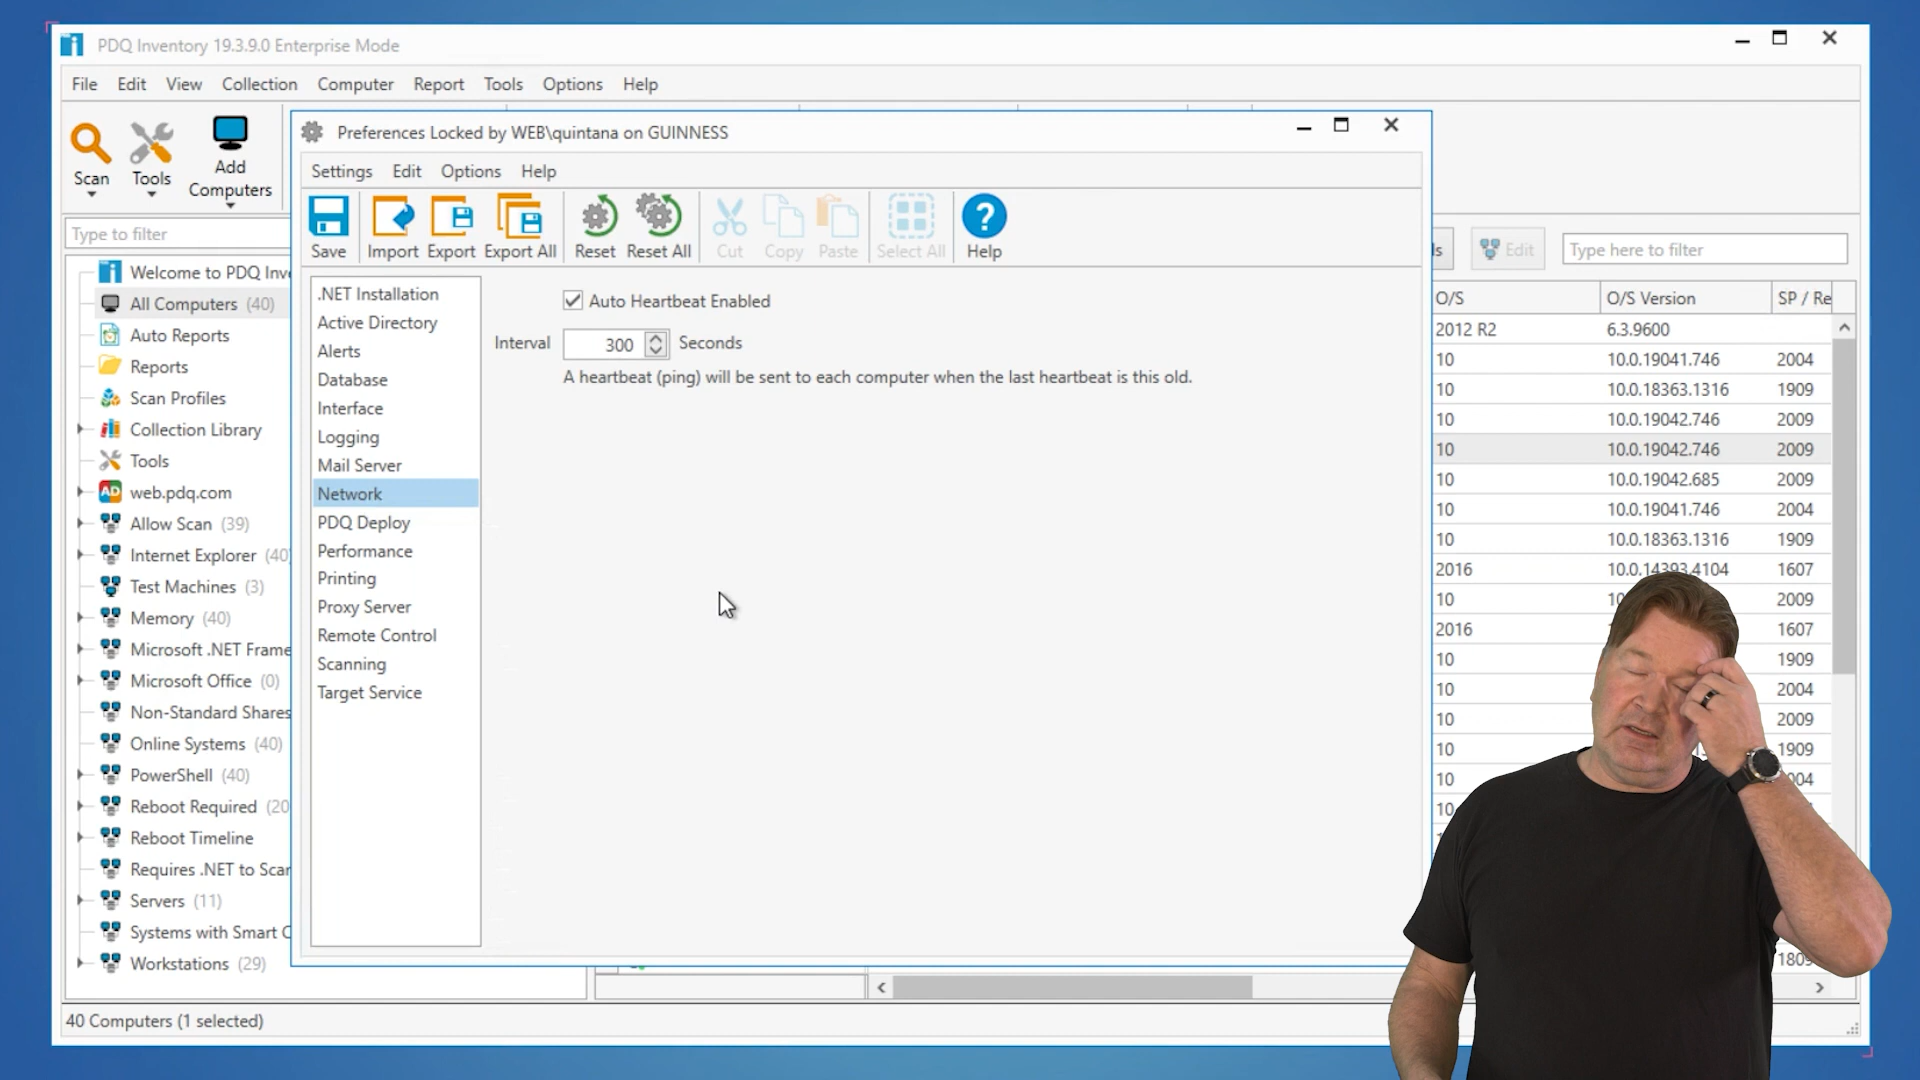 PDQ Inventory 19.3.9.0 Enterprise Mode
File Edit View Collection Computer Report Tools Options Help
Scan
Tools
Add Computers
Type to filter
Welcome to PDQ Inve
All Computers (40)
Auto Reports
Reports
Scan Profiles
Collection Library
Tools
AD web.pdq.com
Allow Scan (39)
Internet Explorer (40)
Test Machines (3)
Memory (40)
Microsoft .NET Frame
Microsoft Office (0)
Non-Standard Shares
Online Systems (40)
PowerShell (40)
Reboot Required (20
Reboot Timeline
Requires .NET to Scan
Servers (11)
Systems with Smart C
Workstations (29)
40 Computers (1 selected)
Preferences Locked by WEB\quintana on GUINNESS
Settings Edit Options Help
Save Import Export Export All Reset Reset All Cut Copy Paste Select All Help
.NET Installation
Active Directory
Alerts
Database
Interface
Logging
Mail Server
Network
PDQ Deploy
Performance
Printing
Proxy Server
Remote Control
Scanning
Target Service
Auto Heartbeat Enabled
Interval 300 Seconds
A heartbeat (ping) will be sent to each computer when the last heartbeat is this old.
ls Edit Type here to filter
O/S O/S Version SP / Re
2012 R2 6.3.9600
10 10.0.19041.746 2004
10 10.0.18363.1316 1909
10 10.0.19042.746 2009
10 10.0.19042.746 2009
10 10.0.19042.685 2009
10 10.0.19041.746 2004
10 10.0.18363.1316 1909
2016 10.0.14393.4104 1607
10 2009
2016 1607
10 1909
10 2004
10 2009
10 1909
10 004
10
1809